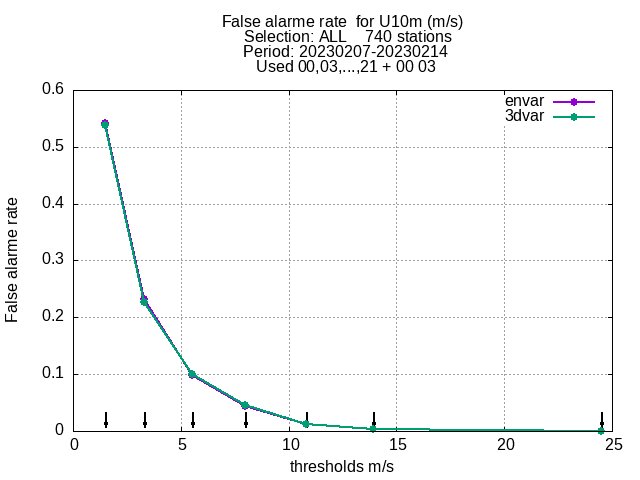 False alarme rate  for U10m (m/s)
Selection: ALL    740 stations
Period: 20230207-20230214
Used 00,03,...,21 + 00 03
envar
3dvar
False alarme rate
0.6
0.5
0.4
0.3
0.2
0.1
0
0 5 10 15 20 25
thresholds m/s